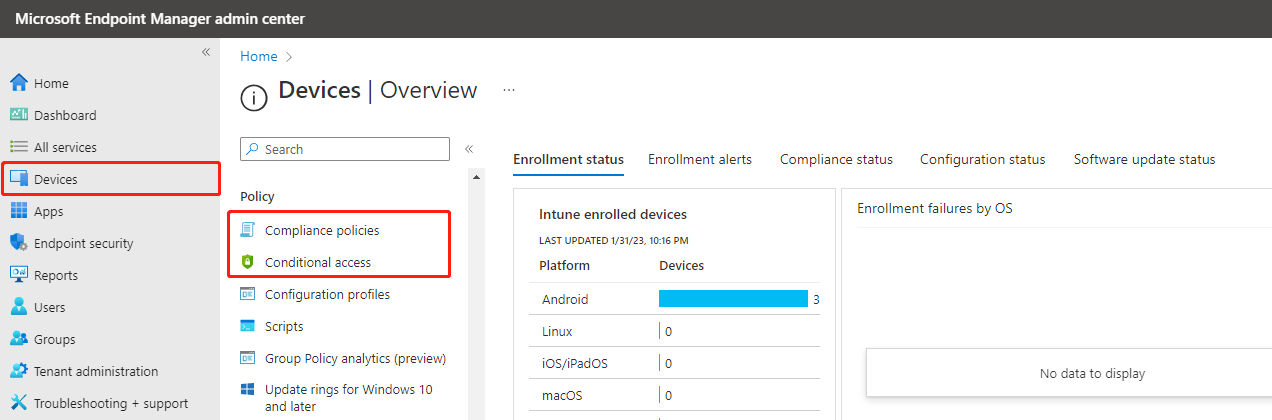 Microsoft Endpoint Manager admin center
«
Home
Dashboard
All services
Devices
Apps
Endpoint security
Reports
Users
Groups
Tenant administration
Troubleshooting + support
Home >
Devices | Overview ...
Search
«
Policy
Compliance policies
Conditional access
Configuration profiles
Scripts
Group Policy analytics (preview)
Update rings for Windows 10
and later
Enrollment status Enrollment alerts Compliance status Configuration status Software update status
Intune enrolled devices
LAST UPDATED 1/31/23, 10:16 PM
Platform Devices
Android 3
Linux 0
iOS/iPadOS 0
macOS 0
Enrollment failures by OS
No data to display